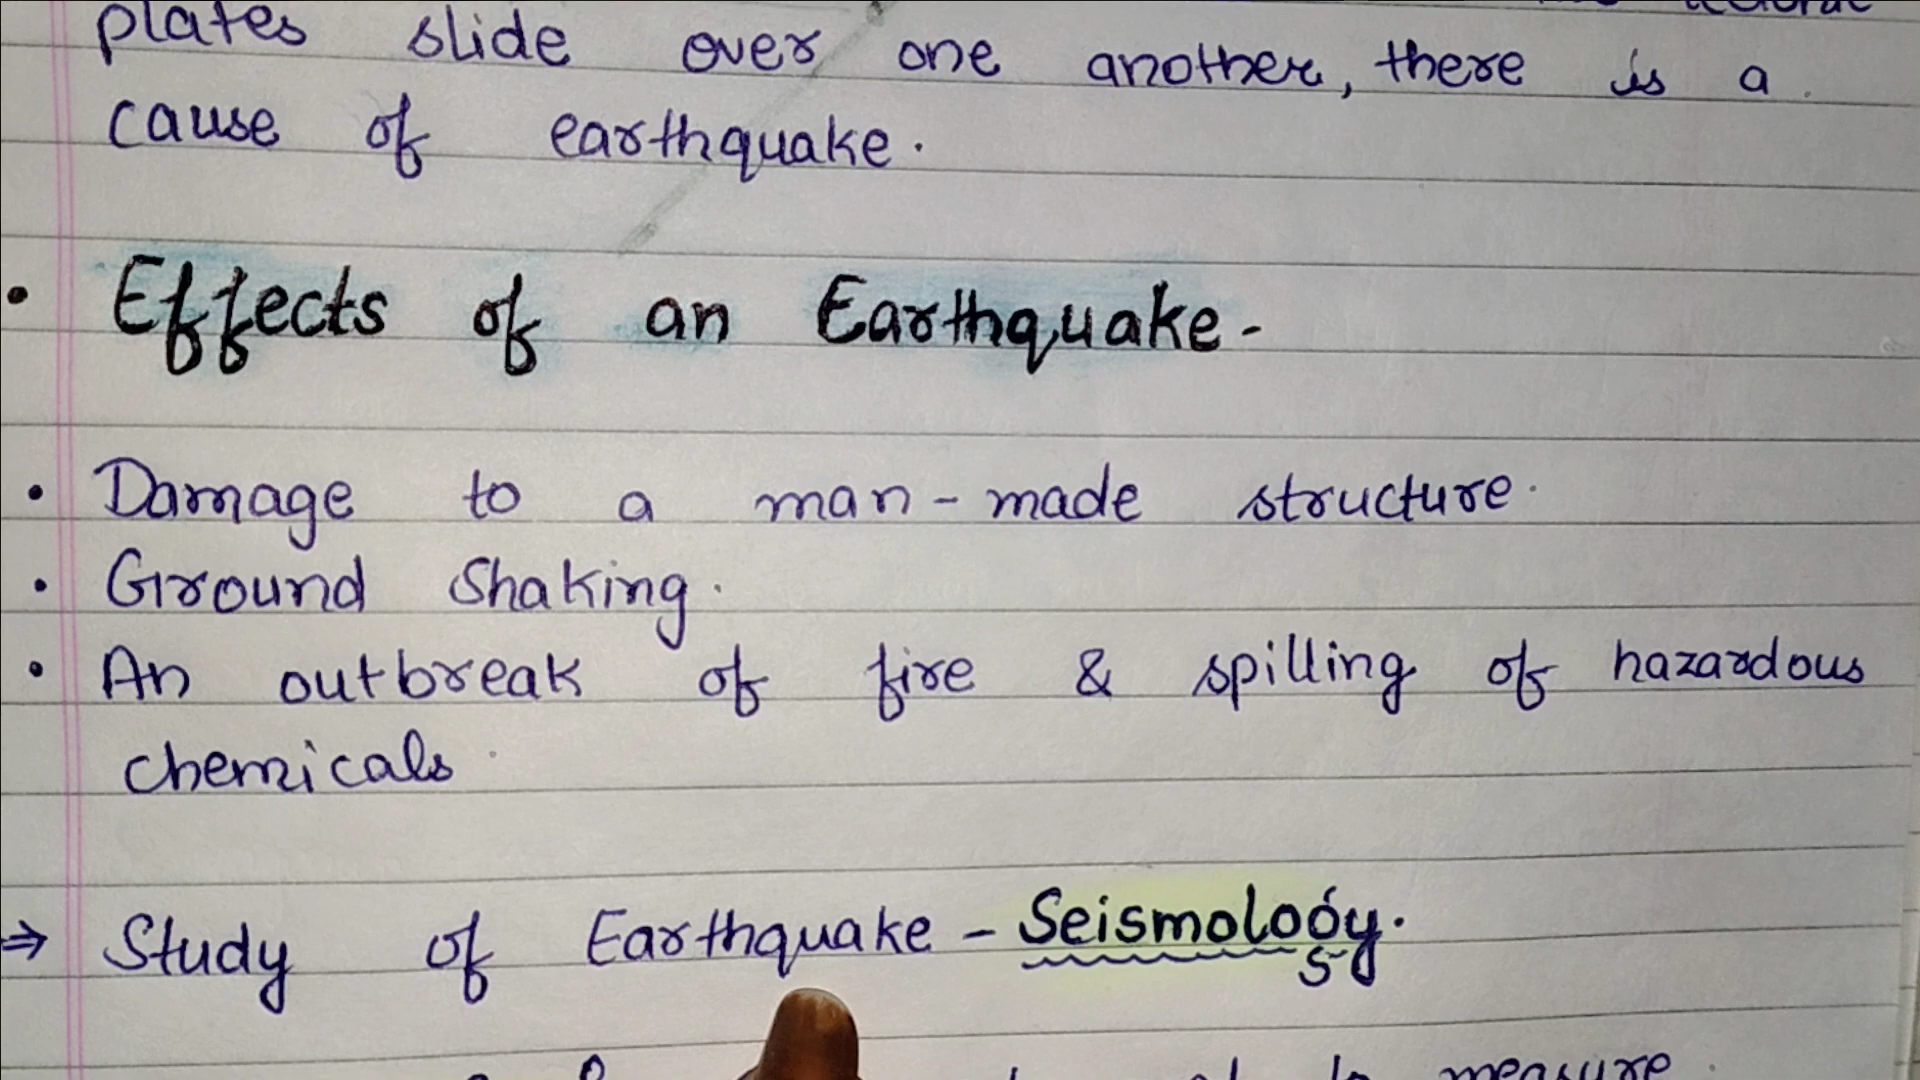 plates slide over one another, there is a
cause of earthquake.
• Effects of an Earthquake-
• Damage to a man-made structure.
• Ground Shaking.
• An outbreak of fire & spilling of hazardous
chemicals.
⇒ Study of Earthquake - Seismology.
measure